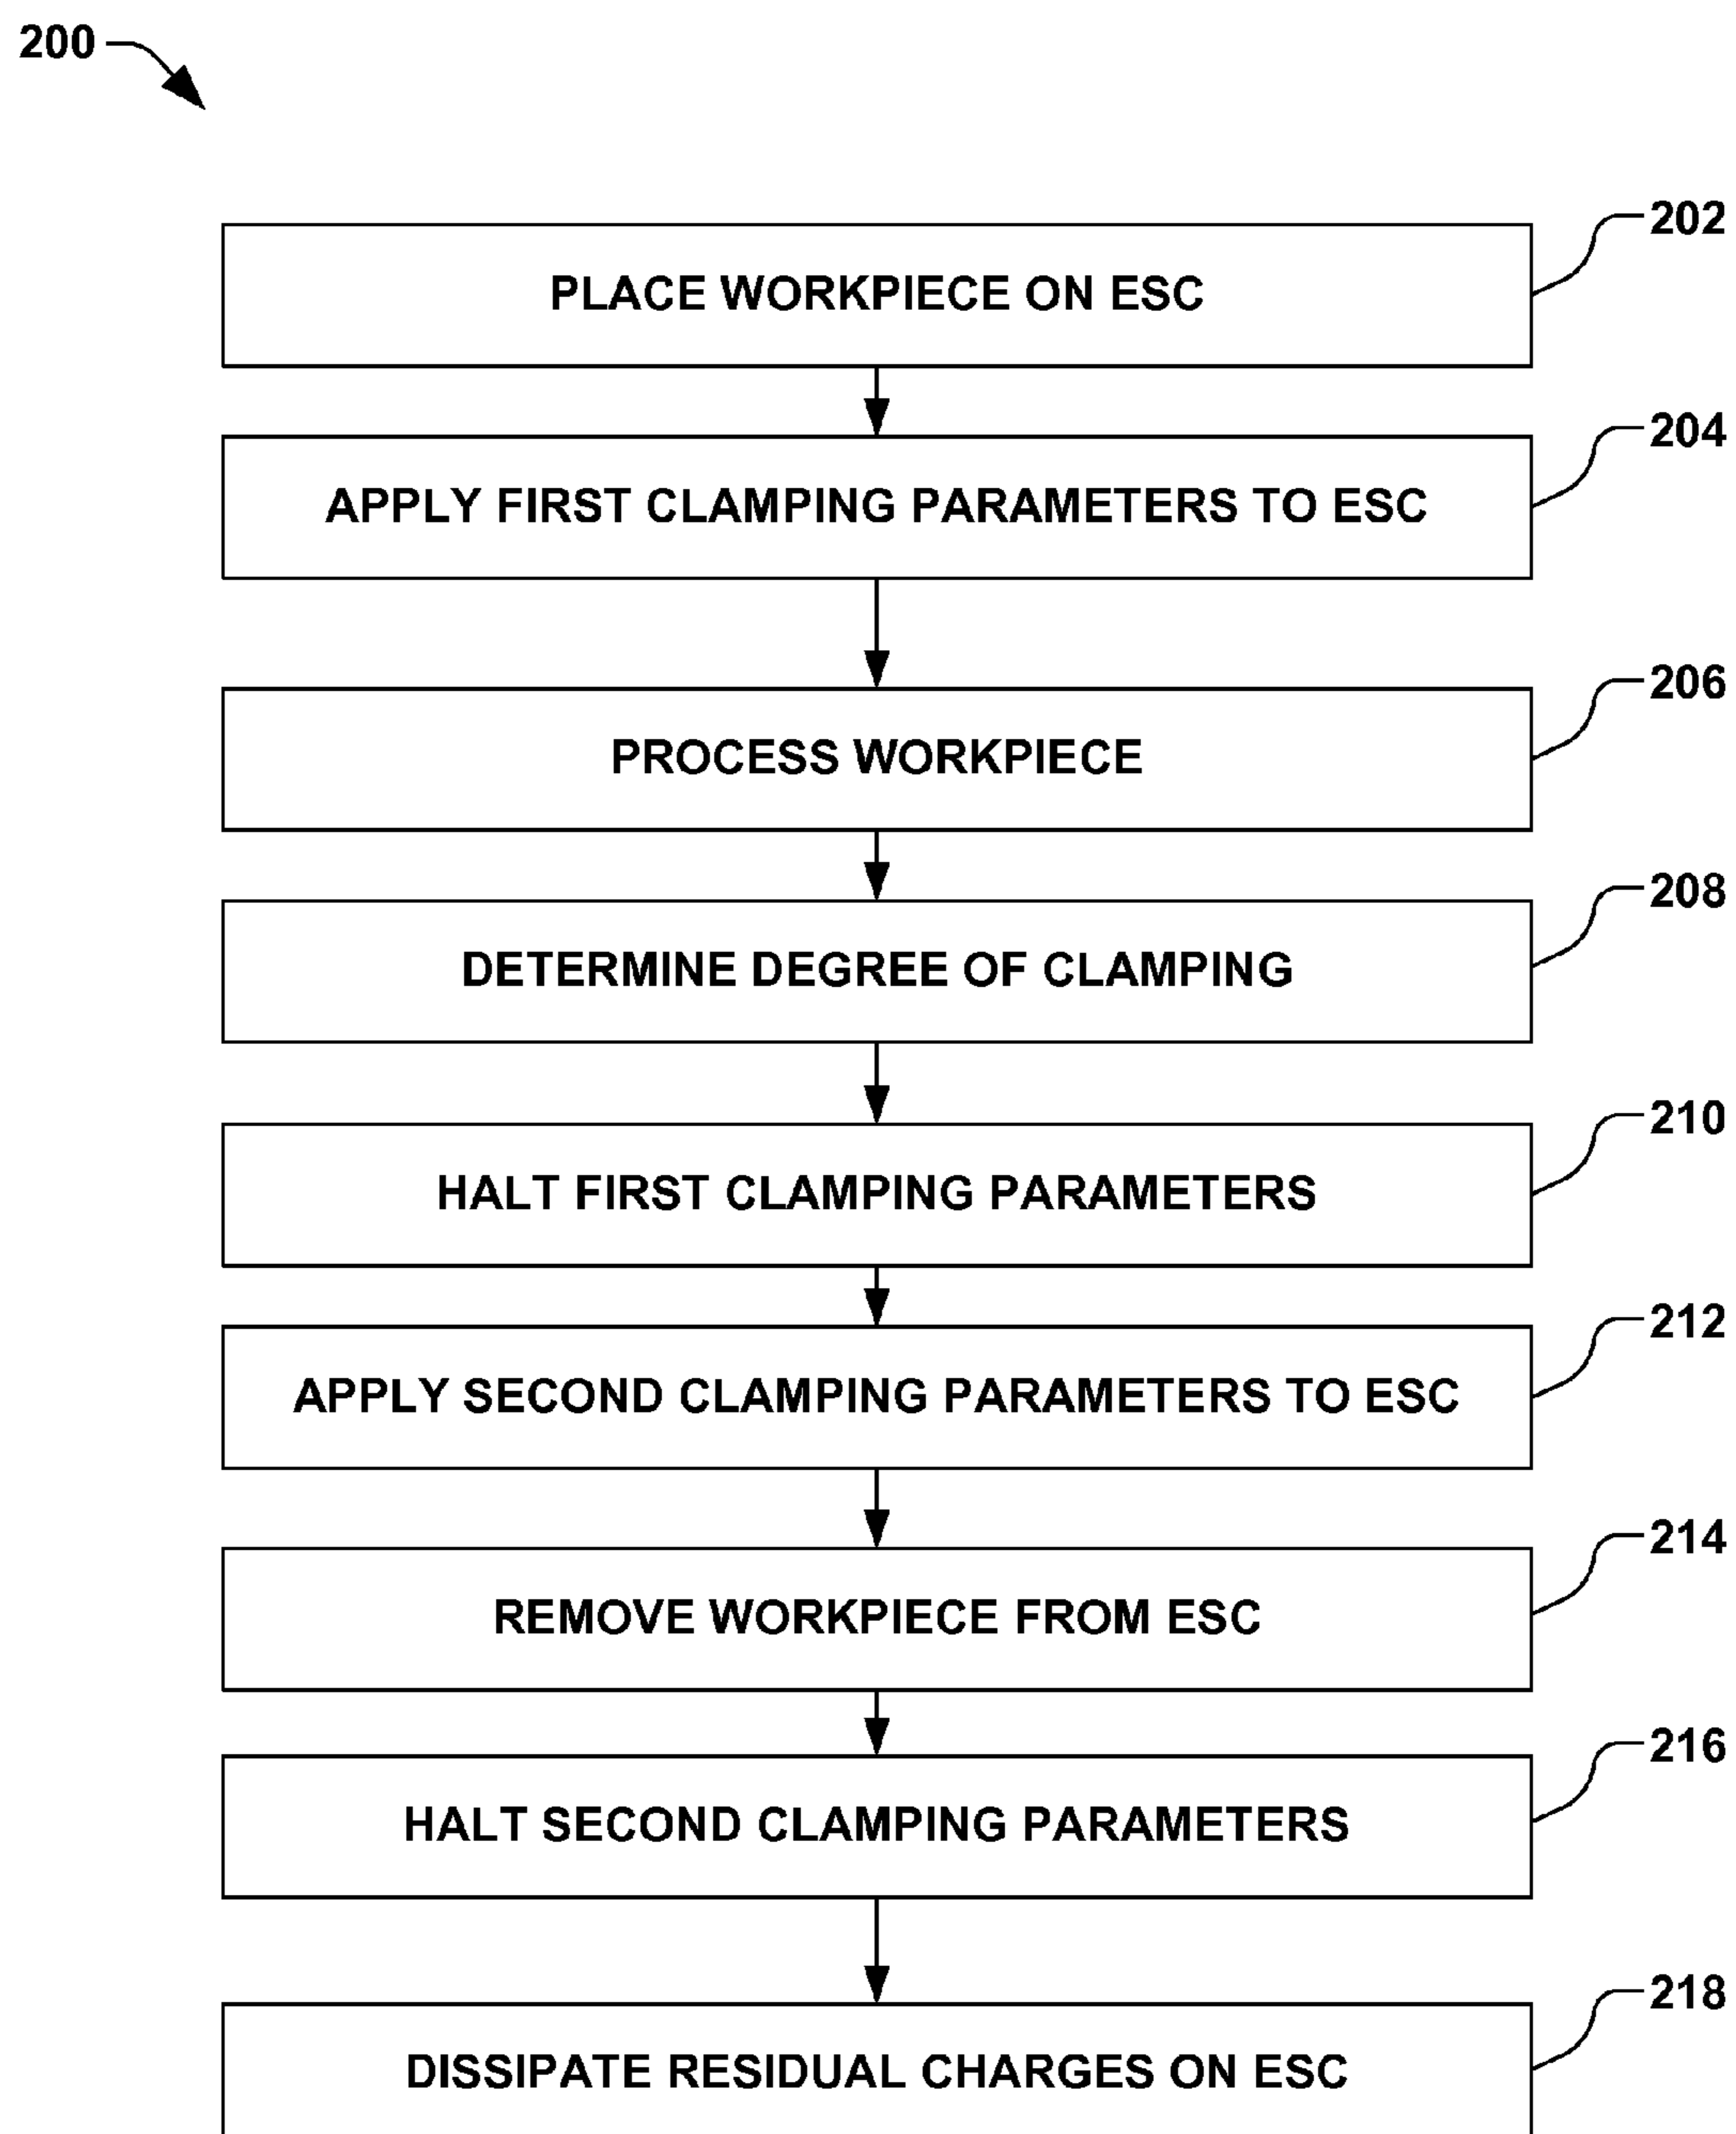 200
202
PLACE WORKPIECE ON ESC
204
APPLY FIRST CLAMPING PARAMETERS TO ESC
206
PROCESS WORKPIECE
208
DETERMINE DEGREE OF CLAMPING
210
HALT FIRST CLAMPING PARAMETERS
212
APPLY SECOND CLAMPING PARAMETERS TO ESC
214
REMOVE WORKPIECE FROM ESC
216
HALT SECOND CLAMPING PARAMETERS
218
DISSIPATE RESIDUAL CHARGES ON ESC